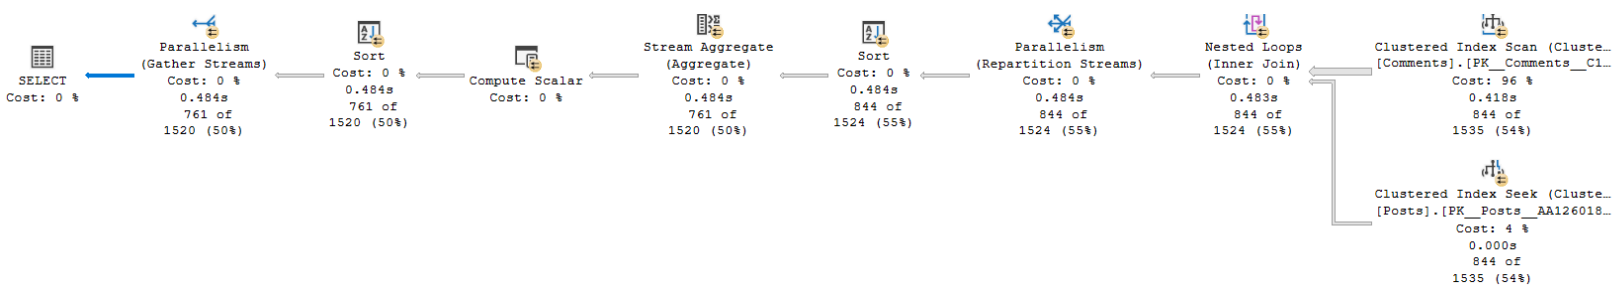 SELECT
Cost: 0 %
Parallelism
(Gather Streams)
Cost: 0 %
0.484s
761 of
1520 (50%)
Sort
Cost: 0 %
0.484s
761 of
1520 (50%)
Compute Scalar
Cost: 0 %
Stream Aggregate
(Aggregate)
Cost: 0 %
0.484s
761 of
1520 (50%)
Sort
Cost: 0 %
0.484s
844 of
1524 (55%)
Parallelism
(Repartition Streams)
Cost: 0 %
0.484s
844 of
1524 (55%)
Nested Loops
(Inner Join)
Cost: 0 %
0.483s
844 of
1524 (55%)
Clustered Index Scan (Cluste…
[Comments].[PK__Comments__C1…
Cost: 96 %
0.418s
844 of
1535 (54%)
Clustered Index Seek (Cluste…
[Posts].[PK__Posts__AA126018…
Cost: 4 %
0.000s
844 of
1535 (54%)